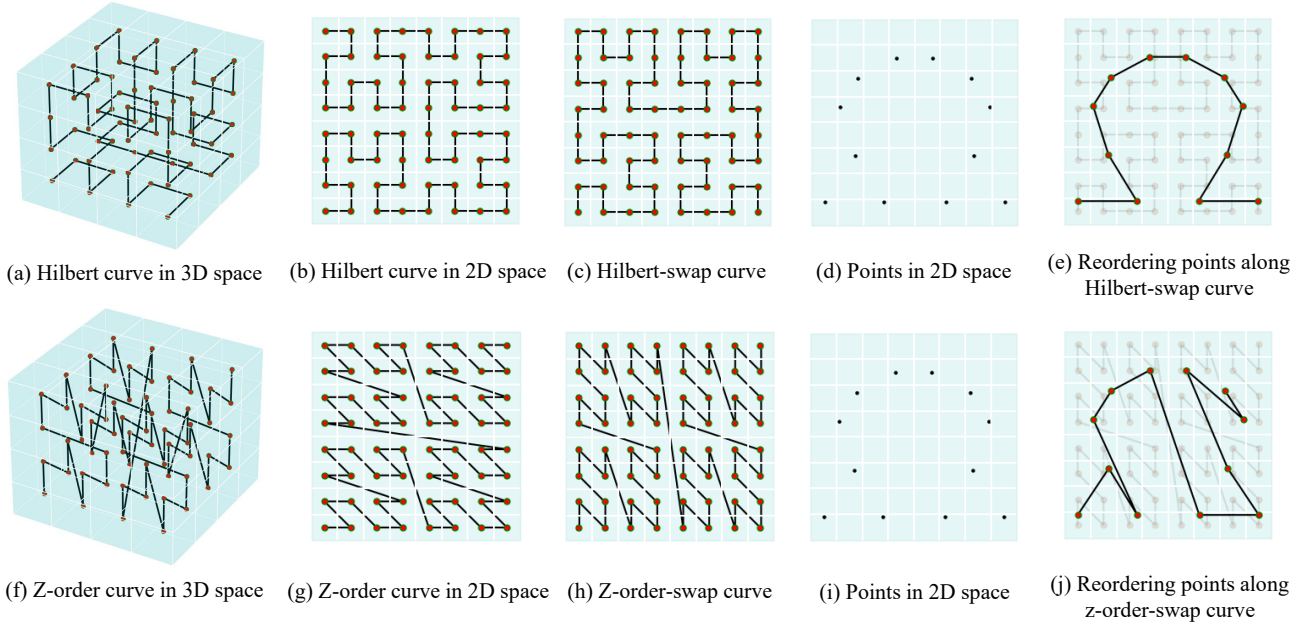 (a) Hilbert curve in 3D space
(b) Hilbert curve in 2D space
(c) Hilbert-swap curve
(d) Points in 2D space
(e) Reordering points along
Hilbert-swap curve
(f) Z-order curve in 3D space
(g) Z-order curve in 2D space
(h) Z-order-swap curve
(i) Points in 2D space
(j) Reordering points along
z-order-swap curve